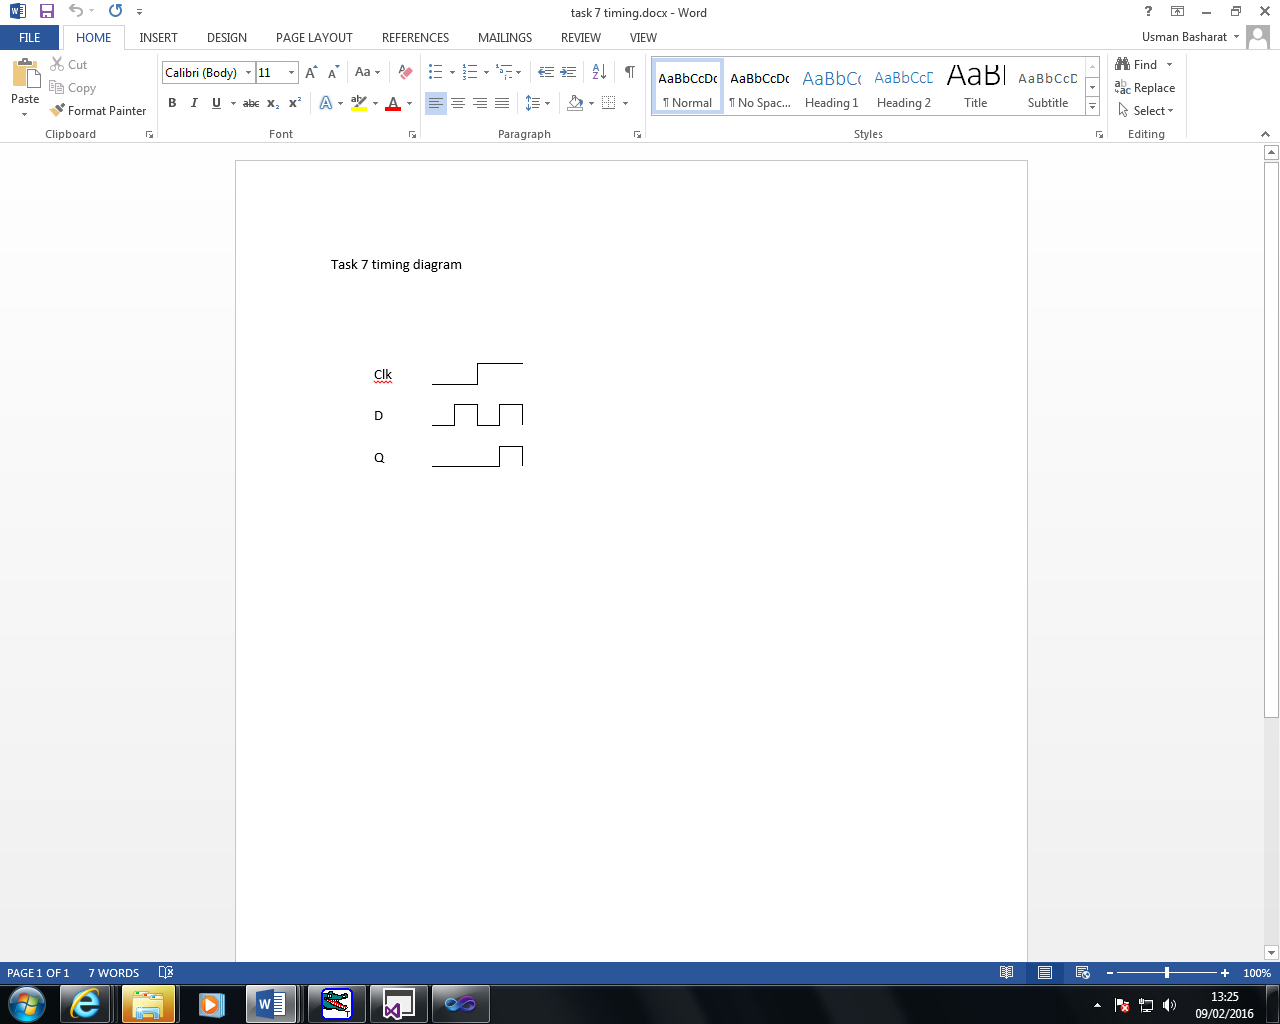 task 7 timing.docx - Word
FILE HOME INSERT DESIGN PAGE LAYOUT REFERENCES MAILINGS REVIEW VIEW Usman Basharat
Paste
Cut
Copy
Format Painter
Clipboard
Calibri (Body) 11
Font
Paragraph
AaBbCcDc AaBbCcDc AaBbCc AaBbCcD AaB AaBbCcD
¶ Normal ¶ No Spac... Heading 1 Heading 2 Title Subtitle
Styles
Find
Replace
Select
Editing
Task 7 timing diagram
Clk
D
Q
PAGE 1 OF 1 7 WORDS 100%
13:25
09/02/2016